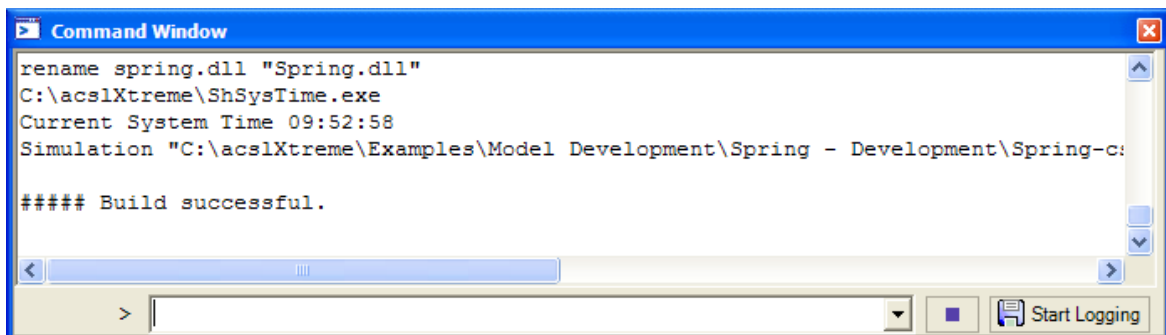 Command Window
rename spring.dll "Spring.dll"
C:\acslXtreme\ShSysTime.exe
Current System Time 09:52:58
Simulation "C:\acslXtreme\Examples\Model Development\Spring - Development\Spring-cs
##### Build successful.
>
Start Logging